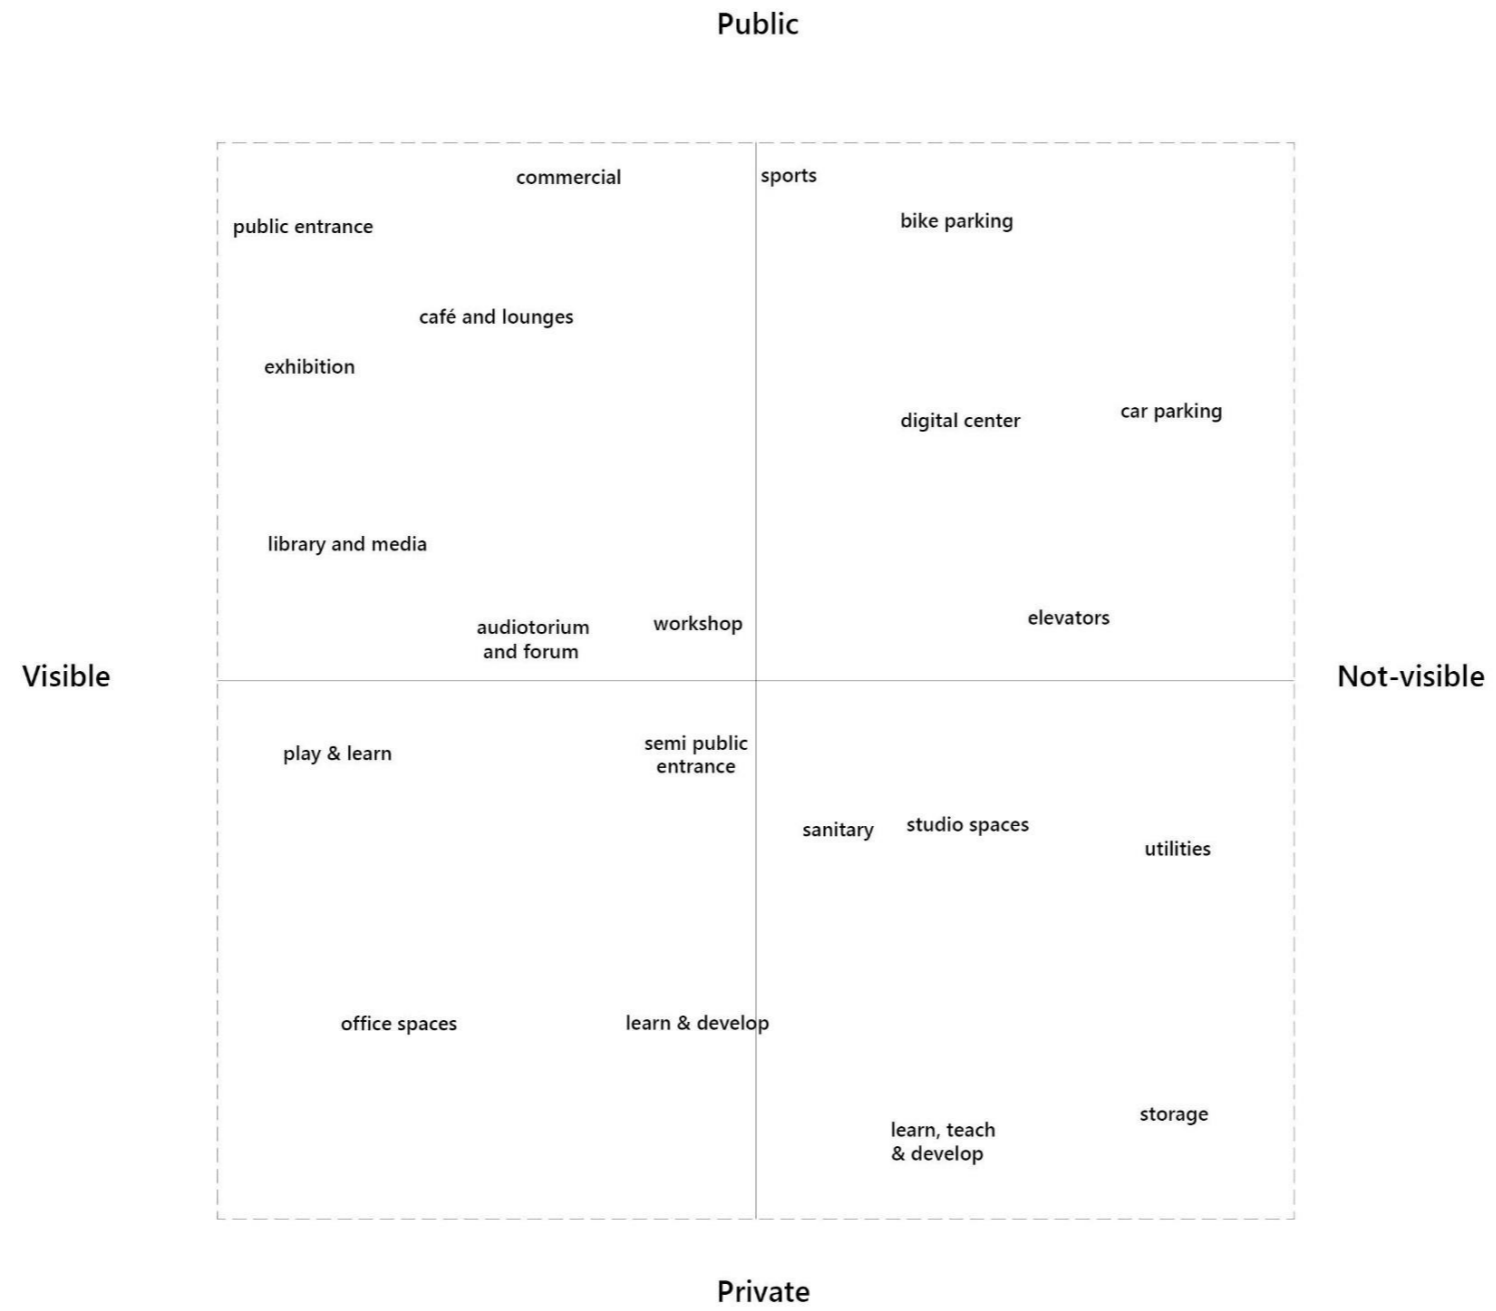 Public
commercial
sports
public entrance
bike parking
café and lounges
exhibition
digital center
car parking
library and media
audiotorium
and forum
workshop
elevators
Visible
Not-visible
play & learn
semi public
entrance
sanitary
studio spaces
utilities
office spaces
learn & develop
learn, teach
& develop
storage
Private